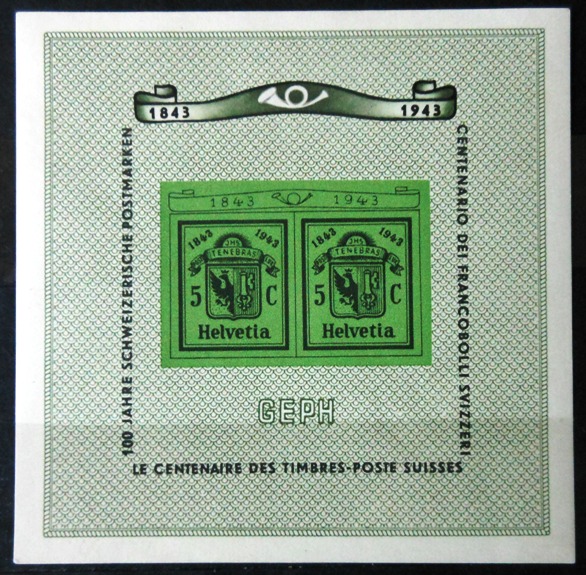 1843 1943
100 JAHRE SCHWEIZERISCHE POSTMARKEN
CENTENARIO DEI FRANCOBOLLI SVIZZERI
1843 1943
1843 1943
JHS
TENEBRAS
5 C
Helvetia
1843 1943
JHS
TENEBRAS
5 C
Helvetia
GEPH
LE CENTENAIRE DES TIMBRES-POSTE SUISSES